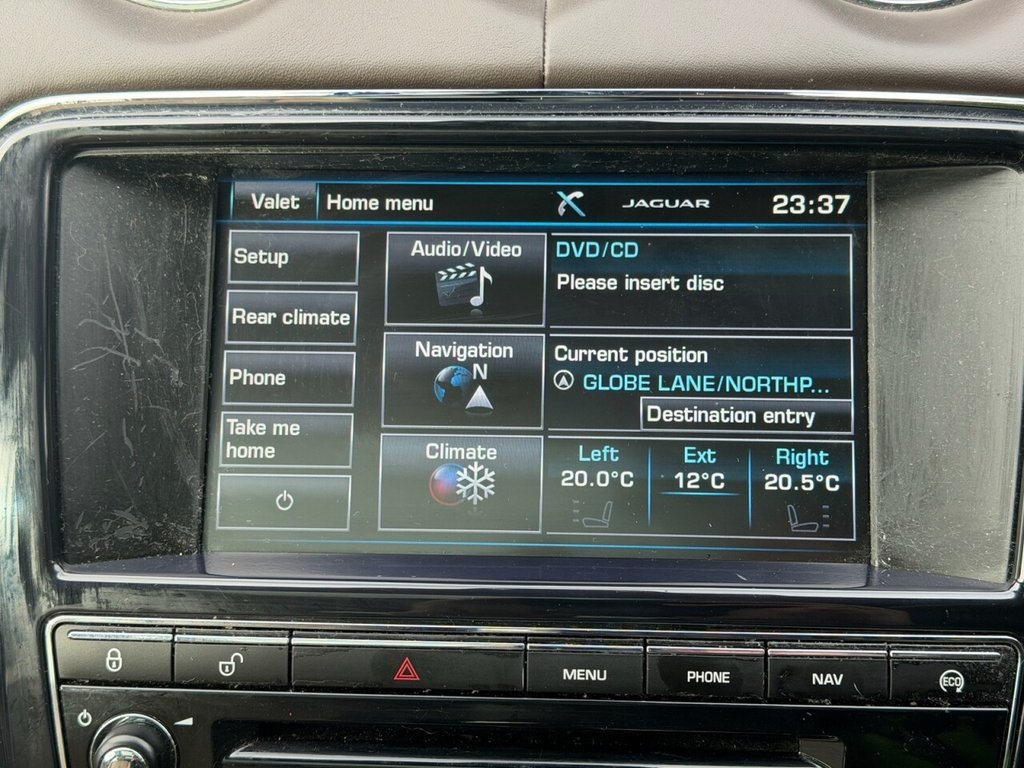 Valet
Home menu
JAGUAR
23:37
Setup
Rear climate
Phone
Take me
home
Audio/Video
DVD/CD
Please insert disc
Navigation
N
Current position
GLOBE LANE/NORTHP...
Destination entry
Climate
Left
20.0°C
Ext
12°C
Right
20.5°C
MENU
PHONE
NAV
ECO